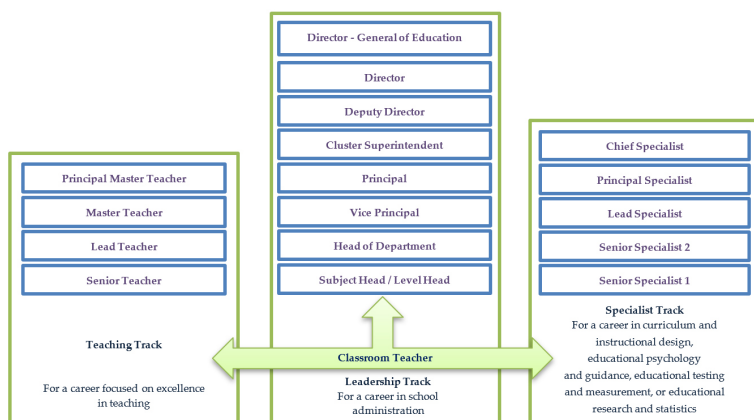 Director - General of Education
Director
Deputy Director
Cluster Superintendent
Principal
Vice Principal
Head of Department
Subject Head / Level Head
Principal Master Teacher
Master Teacher
Lead Teacher
Senior Teacher
Chief Specialist
Principal Specialist
Lead Specialist
Senior Specialist 2
Senior Specialist 1
Teaching Track
For a career focused on excellence
in teaching
Classroom Teacher
Leadership Track
For a career in school
administration
Specialist Track
For a career in curriculum and
instructional design,
educational psychology
and guidance, educational testing
and measurement, or educational
research and statistics